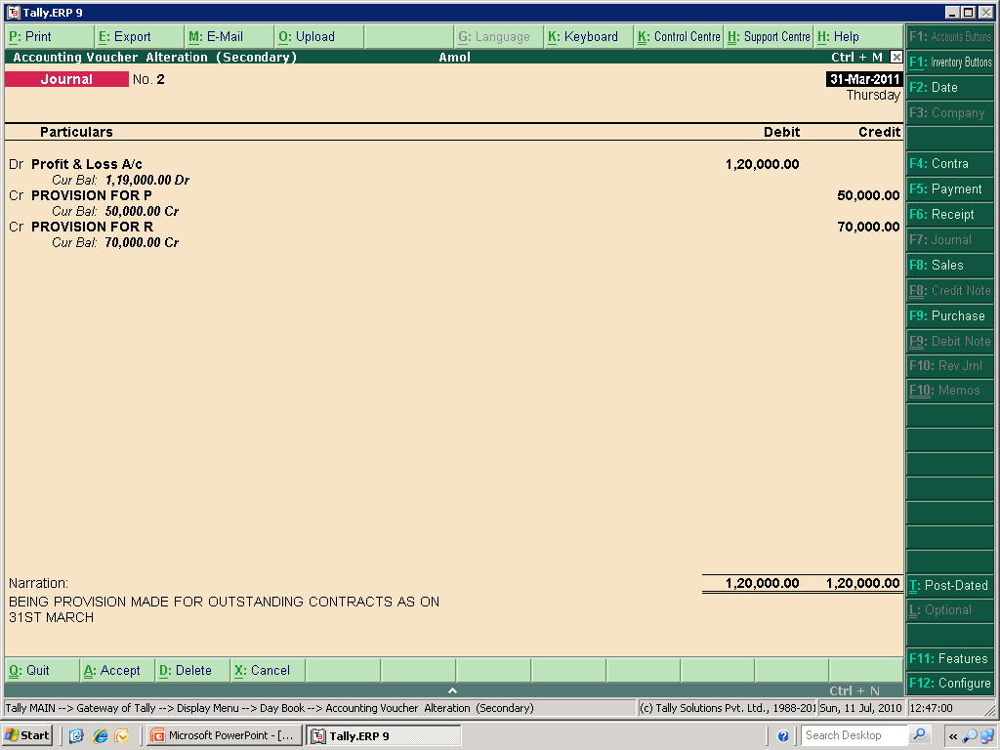 Tally.ERP 9
P: Print E: Export M: E-Mail O: Upload G: Language K: Keyboard K: Control Centre H: Support Centre H: Help
Accounting Voucher Alteration (Secondary) Amol Ctrl + M
Journal No. 2 31-Mar-2011
Thursday
Particulars Debit Credit
Dr Profit & Loss A/c 1,20,000.00
Cur Bal: 1,19,000.00 Dr
Cr PROVISION FOR P 50,000.00
Cur Bal: 50,000.00 Cr
Cr PROVISION FOR R 70,000.00
Cur Bal: 70,000.00 Cr
Narration: 1,20,000.00 1,20,000.00
BEING PROVISION MADE FOR OUTSTANDING CONTRACTS AS ON
31ST MARCH
F1: Accounts Buttons
F1: Inventory Buttons
F2: Date
F3: Company
F4: Contra
F5: Payment
F6: Receipt
F7: Journal
F8: Sales
F8: Credit Note
F9: Purchase
F9: Debit Note
F10: Rev Jrnl
F10: Memos
T: Post-Dated
L: Optional
F11: Features
F12: Configure
Q: Quit A: Accept D: Delete X: Cancel
Ctrl + N
Tally MAIN --> Gateway of Tally --> Display Menu --> Day Book --> Accounting Voucher Alteration (Secondary) (c) Tally Solutions Pvt. Ltd., 1988-201 Sun, 11 Jul, 2010 12:47:00
Start Microsoft PowerPoint - [... Tally.ERP 9 Search Desktop